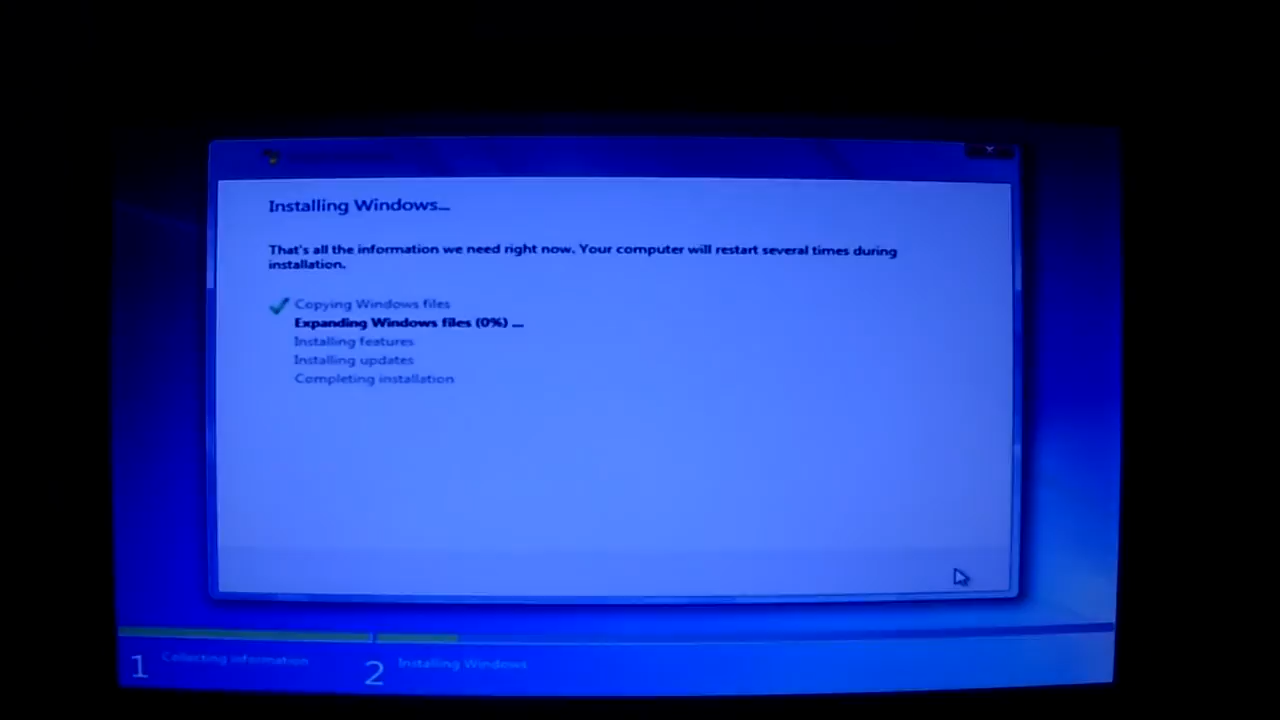 Installing Windows...
That's all the information we need right now. Your computer will restart several times during
installation.
Copying Windows files
Expanding Windows files (0%) ...
Installing features
Installing updates
Completing installation
1 Collecting information
2 Installing Windows